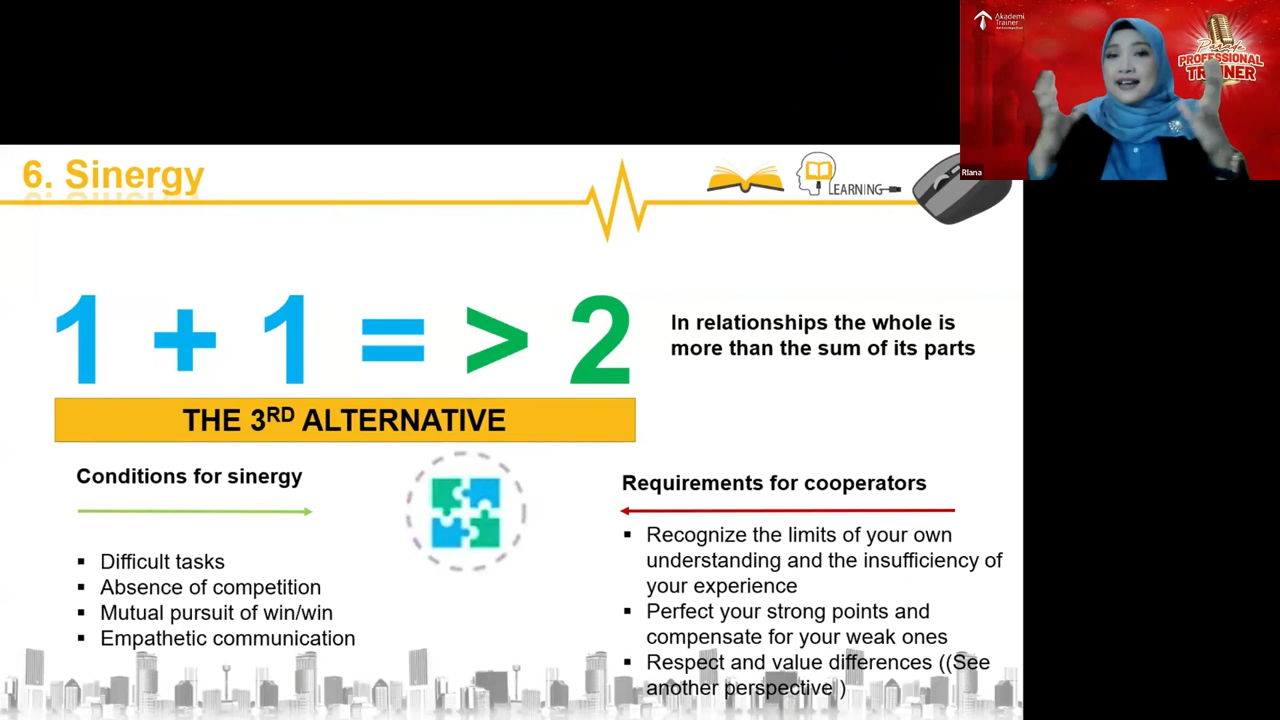 Akademi
Trainer
Parade
PROFESSIONAL
TRAINER
Riana
6. Sinergy
LEARNING
1 + 1 = > 2
In relationships the whole is
more than the sum of its parts
THE 3RD ALTERNATIVE
Conditions for sinergy
Difficult tasks
Absence of competition
Mutual pursuit of win/win
Empathetic communication
Requirements for cooperators
Recognize the limits of your own
understanding and the insufficiency of
your experience
Perfect your strong points and
compensate for your weak ones
Respect and value differences ((See
another perspective )